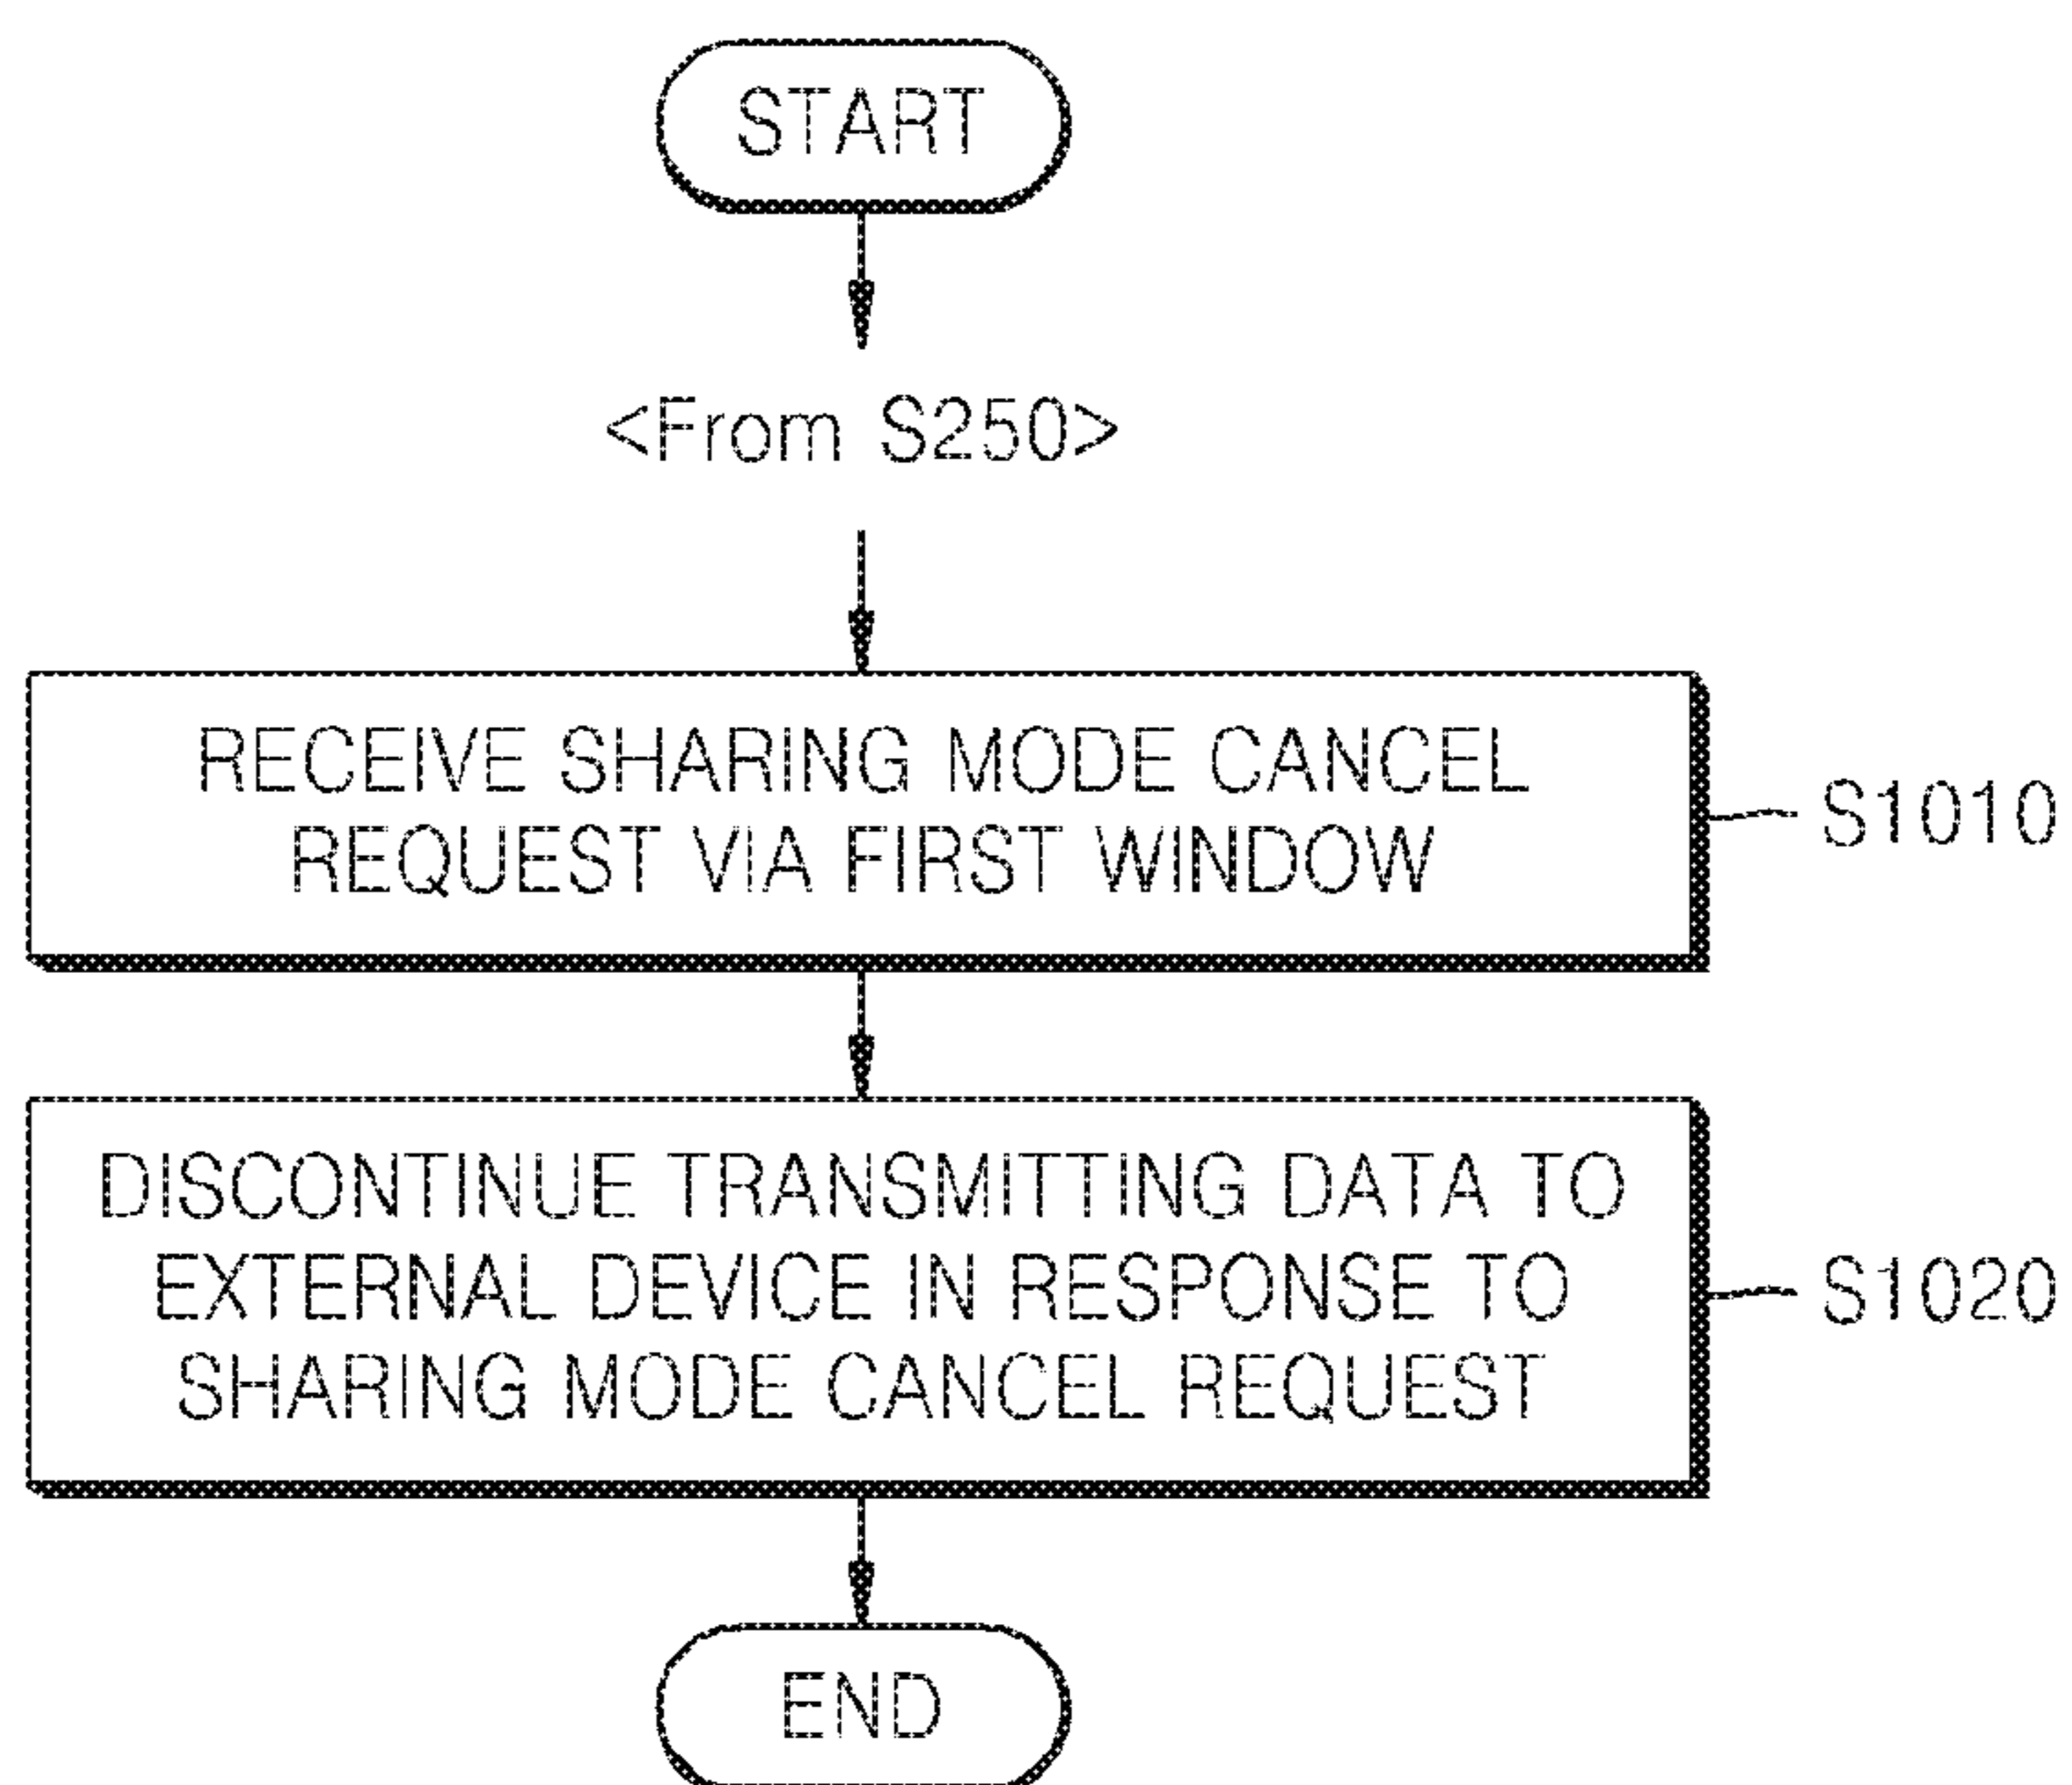 START
<From S250>
RECEIVE SHARING MODE CANCEL
REQUEST VIA FIRST WINDOW
S1010
DISCONTINUE TRANSMITTING DATA TO
EXTERNAL DEVICE IN RESPONSE TO
SHARING MODE CANCEL REQUEST
S1020
END